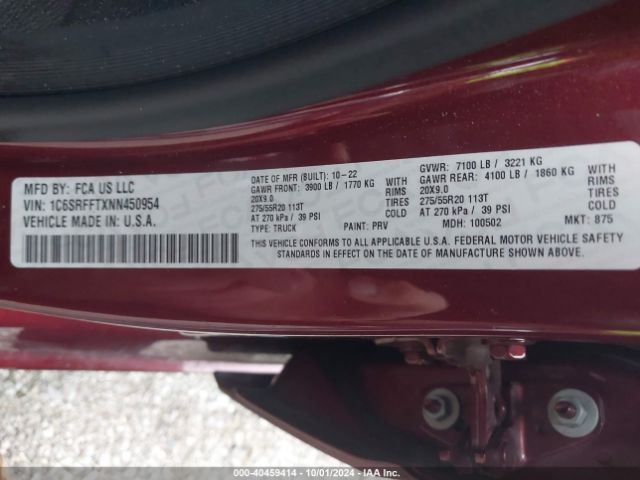 MFD BY: FCA US LLC
VIN: 1C6SRFFTXNN450954
VEHICLE MADE IN: U.S.A.
DATE OF MFR (BUILT): 10-22
GAWR FRONT: 3900 LB / 1770 KG WITH
20X9.0 RIMS
275/55R20 113T TIRES
AT 270 kPa / 39 PSI COLD
TYPE: TRUCK PAINT: PRV
GVWR: 7100 LB / 3221 KG
GAWR REAR: 4100 LB / 1860 KG WITH
20X9.0 RIMS
275/55R20 113T TIRES
AT 270 kPa / 39 PSI COLD
MDH: 100502 MKT: 875
THIS VEHICLE CONFORMS TO ALL APPLICABLE U.S.A. FEDERAL MOTOR VEHICLE SAFETY
STANDARDS IN EFFECT ON THE DATE OF MANUFACTURE SHOWN ABOVE.
000-40459414 - 10/01/2024 - IAA Inc.